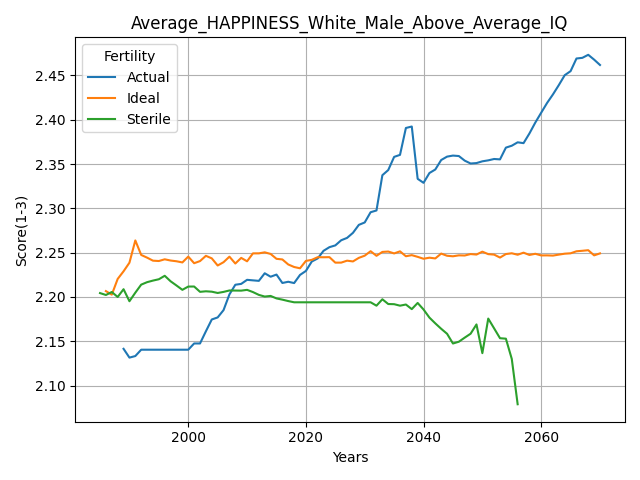 Average_HAPPINESS_White_Male_Above_Average_IQ
Fertility
Actual
Ideal
Sterile
Score(1-3)
2.45
2.40
2.35
2.30
2.25
2.20
2.15
2.10
2000 2020 2040 2060
Years